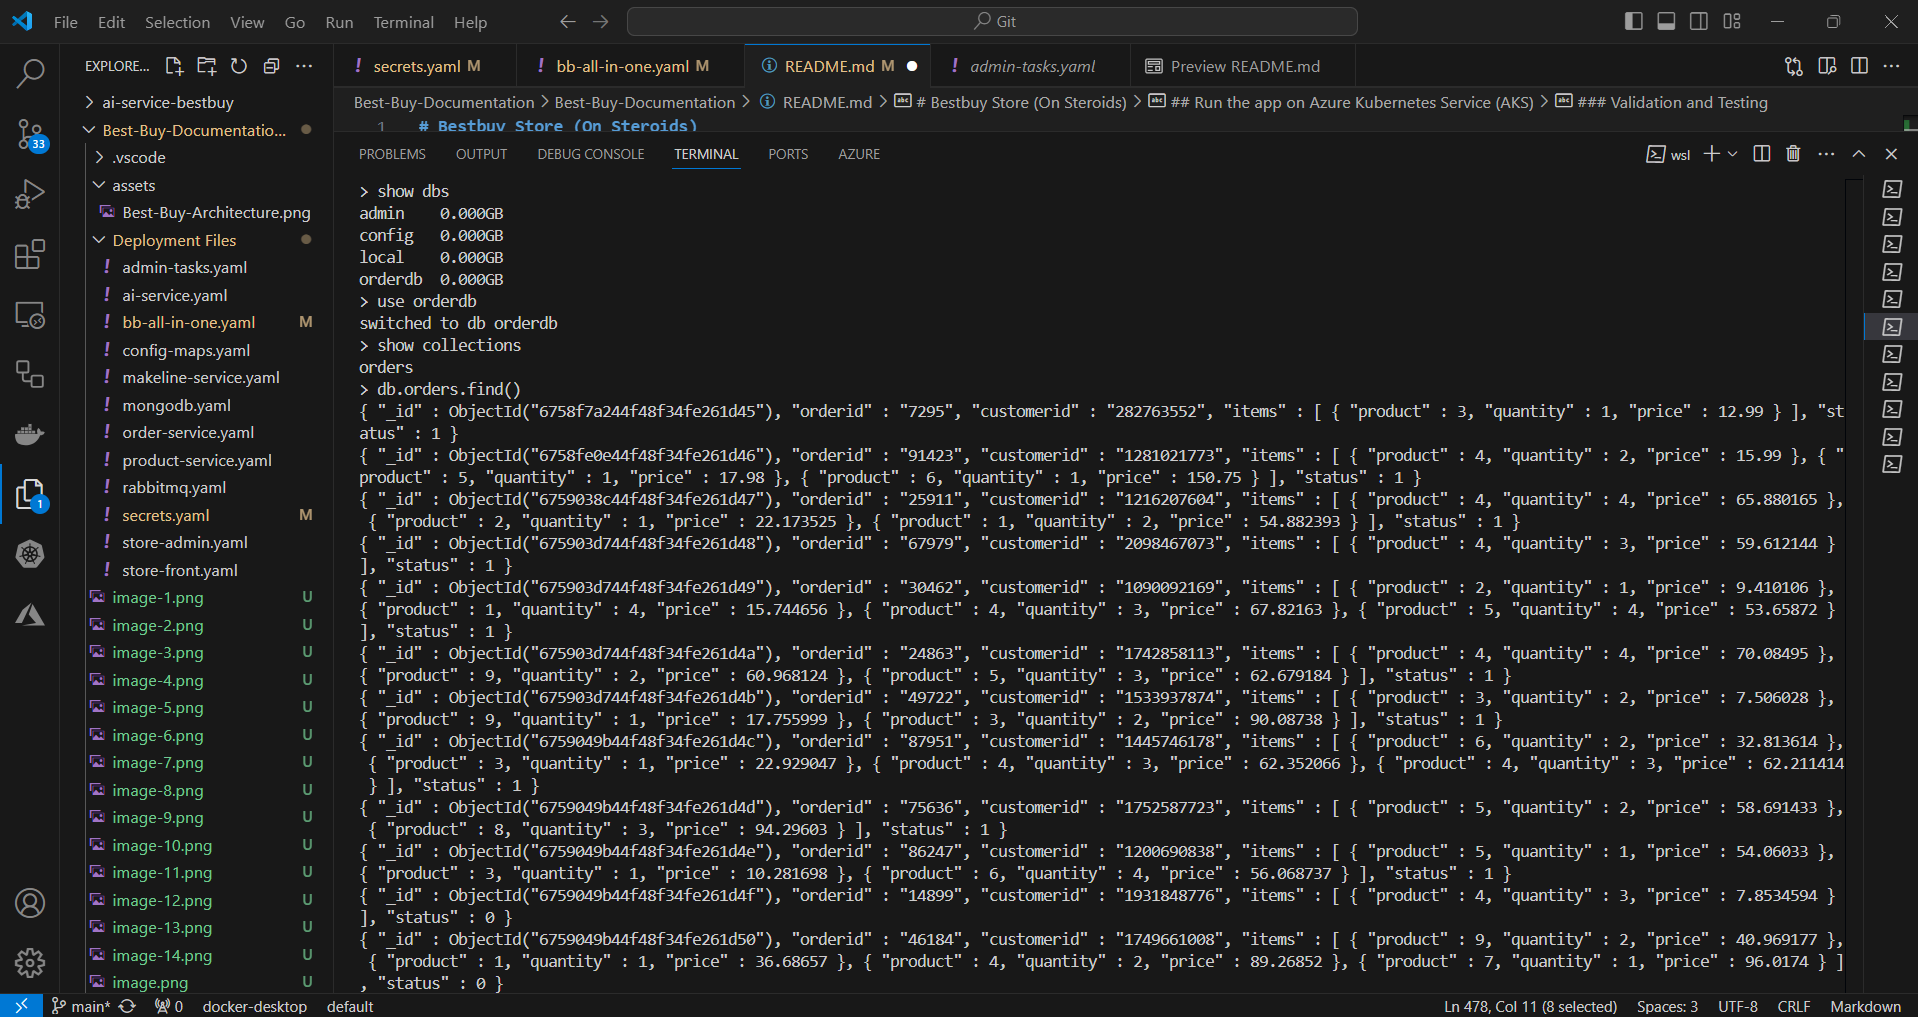 File Edit Selection View Go Run Terminal Help
Git
EXPLORE...
secrets.yaml M
bb-all-in-one.yaml M
README.md M
admin-tasks.yaml
Preview README.md
ai-service-bestbuy
Best-Buy-Documentatio...
.vscode
assets
Best-Buy-Architecture.png
Deployment Files
admin-tasks.yaml
ai-service.yaml
bb-all-in-one.yaml M
config-maps.yaml
makeline-service.yaml
mongodb.yaml
order-service.yaml
product-service.yaml
rabbitmq.yaml
secrets.yaml M
store-admin.yaml
store-front.yaml
image-1.png U
image-2.png U
image-3.png U
image-4.png U
image-5.png U
image-6.png U
image-7.png U
image-8.png U
image-9.png U
image-10.png U
image-11.png U
image-12.png U
image-13.png U
image-14.png U
image.png U
33
1
Best-Buy-Documentation > Best-Buy-Documentation > README.md > # Bestbuy Store (On Steroids) > ## Run the app on Azure Kubernetes Service (AKS) > ### Validation and Testing
1 # Bestbuy Store (On Steroids)
PROBLEMS OUTPUT DEBUG CONSOLE TERMINAL PORTS AZURE
wsl
> show dbs
admin 0.000GB
config 0.000GB
local 0.000GB
orderdb 0.000GB
> use orderdb
switched to db orderdb
> show collections
orders
> db.orders.find()
{ "_id" : ObjectId("6758f7a244f48f34fe261d45"), "orderid" : "7295", "customerid" : "282763552", "items" : [ { "product" : 3, "quantity" : 1, "price" : 12.99 } ], "st
atus" : 1 }
{ "_id" : ObjectId("6758fe0e44f48f34fe261d46"), "orderid" : "91423", "customerid" : "1281021773", "items" : [ { "product" : 4, "quantity" : 2, "price" : 15.99 }, { "
product" : 5, "quantity" : 1, "price" : 17.98 }, { "product" : 6, "quantity" : 1, "price" : 150.75 } ], "status" : 1 }
{ "_id" : ObjectId("6759038c44f48f34fe261d47"), "orderid" : "25911", "customerid" : "1216207604", "items" : [ { "product" : 4, "quantity" : 4, "price" : 65.880165 },
{ "product" : 2, "quantity" : 1, "price" : 22.173525 }, { "product" : 1, "quantity" : 2, "price" : 54.882393 } ], "status" : 1 }
{ "_id" : ObjectId("675903d744f48f34fe261d48"), "orderid" : "67979", "customerid" : "2098467073", "items" : [ { "product" : 4, "quantity" : 3, "price" : 59.612144 }
], "status" : 1 }
{ "_id" : ObjectId("675903d744f48f34fe261d49"), "orderid" : "30462", "customerid" : "1090092169", "items" : [ { "product" : 2, "quantity" : 1, "price" : 9.410106 },
{ "product" : 1, "quantity" : 4, "price" : 15.744656 }, { "product" : 4, "quantity" : 3, "price" : 67.82163 }, { "product" : 5, "quantity" : 4, "price" : 53.65872 }
], "status" : 1 }
{ "_id" : ObjectId("675903d744f48f34fe261d4a"), "orderid" : "24863", "customerid" : "1742858113", "items" : [ { "product" : 4, "quantity" : 4, "price" : 70.08495 },
{ "product" : 9, "quantity" : 2, "price" : 60.968124 }, { "product" : 5, "quantity" : 3, "price" : 62.679184 } ], "status" : 1 }
{ "_id" : ObjectId("675903d744f48f34fe261d4b"), "orderid" : "49722", "customerid" : "1533937874", "items" : [ { "product" : 3, "quantity" : 2, "price" : 7.506028 },
{ "product" : 9, "quantity" : 1, "price" : 17.755999 }, { "product" : 3, "quantity" : 2, "price" : 90.08738 } ], "status" : 1 }
{ "_id" : ObjectId("6759049b44f48f34fe261d4c"), "orderid" : "87951", "customerid" : "1445746178", "items" : [ { "product" : 6, "quantity" : 2, "price" : 32.813614 },
{ "product" : 3, "quantity" : 1, "price" : 22.929047 }, { "product" : 4, "quantity" : 3, "price" : 62.352066 }, { "product" : 4, "quantity" : 3, "price" : 62.211414
} ], "status" : 1 }
{ "_id" : ObjectId("6759049b44f48f34fe261d4d"), "orderid" : "75636", "customerid" : "1752587723", "items" : [ { "product" : 5, "quantity" : 2, "price" : 58.691433 },
{ "product" : 8, "quantity" : 3, "price" : 94.29603 } ], "status" : 1 }
{ "_id" : ObjectId("6759049b44f48f34fe261d4e"), "orderid" : "86247", "customerid" : "1200690838", "items" : [ { "product" : 5, "quantity" : 1, "price" : 54.06033 },
{ "product" : 3, "quantity" : 1, "price" : 10.281698 }, { "product" : 6, "quantity" : 4, "price" : 56.068737 } ], "status" : 1 }
{ "_id" : ObjectId("6759049b44f48f34fe261d4f"), "orderid" : "14899", "customerid" : "1931848776", "items" : [ { "product" : 4, "quantity" : 3, "price" : 7.8534594 }
], "status" : 0 }
{ "_id" : ObjectId("6759049b44f48f34fe261d50"), "orderid" : "46184", "customerid" : "1749661008", "items" : [ { "product" : 9, "quantity" : 2, "price" : 40.969177 },
{ "product" : 1, "quantity" : 1, "price" : 36.68657 }, { "product" : 4, "quantity" : 2, "price" : 89.26852 }, { "product" : 7, "quantity" : 1, "price" : 96.0174 } ]
, "status" : 0 }
main* 0 docker-desktop default
Ln 478, Col 11 (8 selected) Spaces: 3 UTF-8 CRLF Markdown